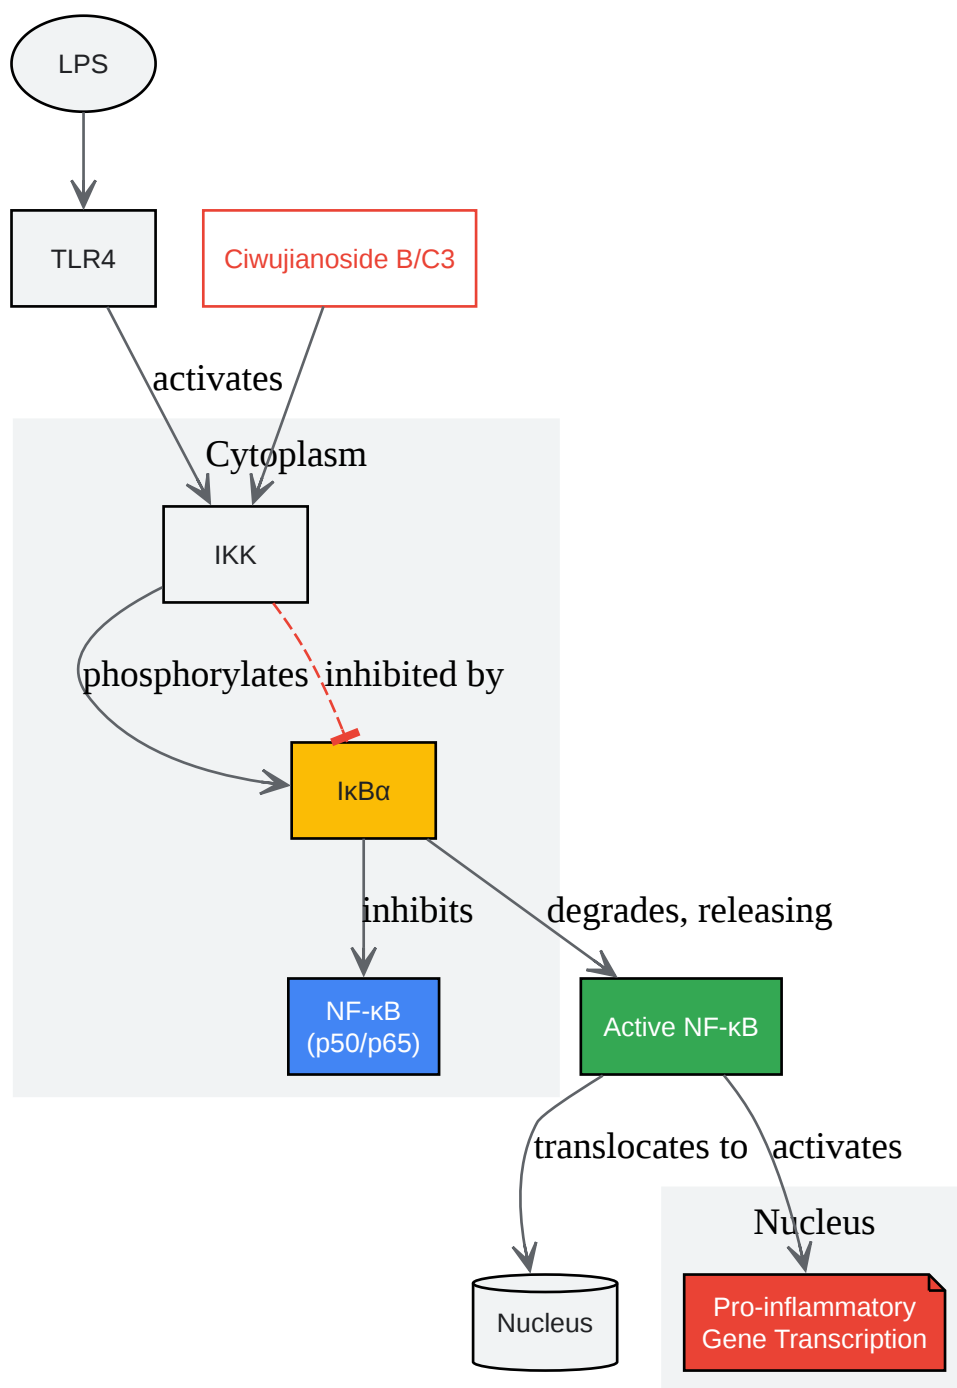 LPS
TLR4
Ciwujianoside B/C3
activates
Cytoplasm
IKK
phosphorylates
inhibited by
IκBα
inhibits
degrades, releasing
NF-κB
(p50/p65)
Active NF-κB
translocates to
activates
Nucleus
Nucleus
Pro-inflammatory
Gene Transcription